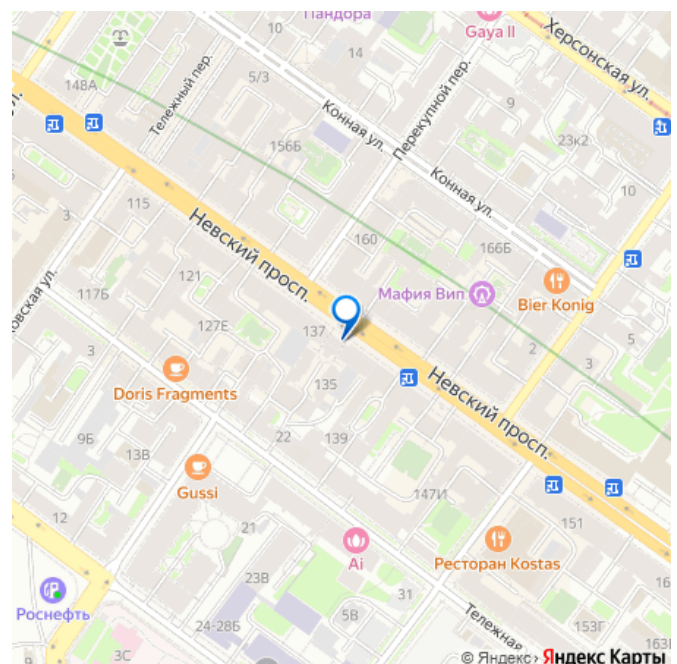 Пандора
10
Gaya II
Херсонская ул.
14
148А
Тележный пер.
5/3
Перекупной пер.
9
Конная ул.
23к2
156Б
10
3
115
Невский просп.
160
Конная ул.
166Б
121
117Б
Мафия Вип
Bier Konig
127Е
137
2
5
3
3
135
Doris Fragments
Невский просп.
22
139
9Б
13В
Gussi
147И
12
21
151
Ai
Ресторан Kostas
23В
31
16
Роснефть
5В
Тележная
24-28Б
153Г
3С
9
© Яндекс Яндекс Карты